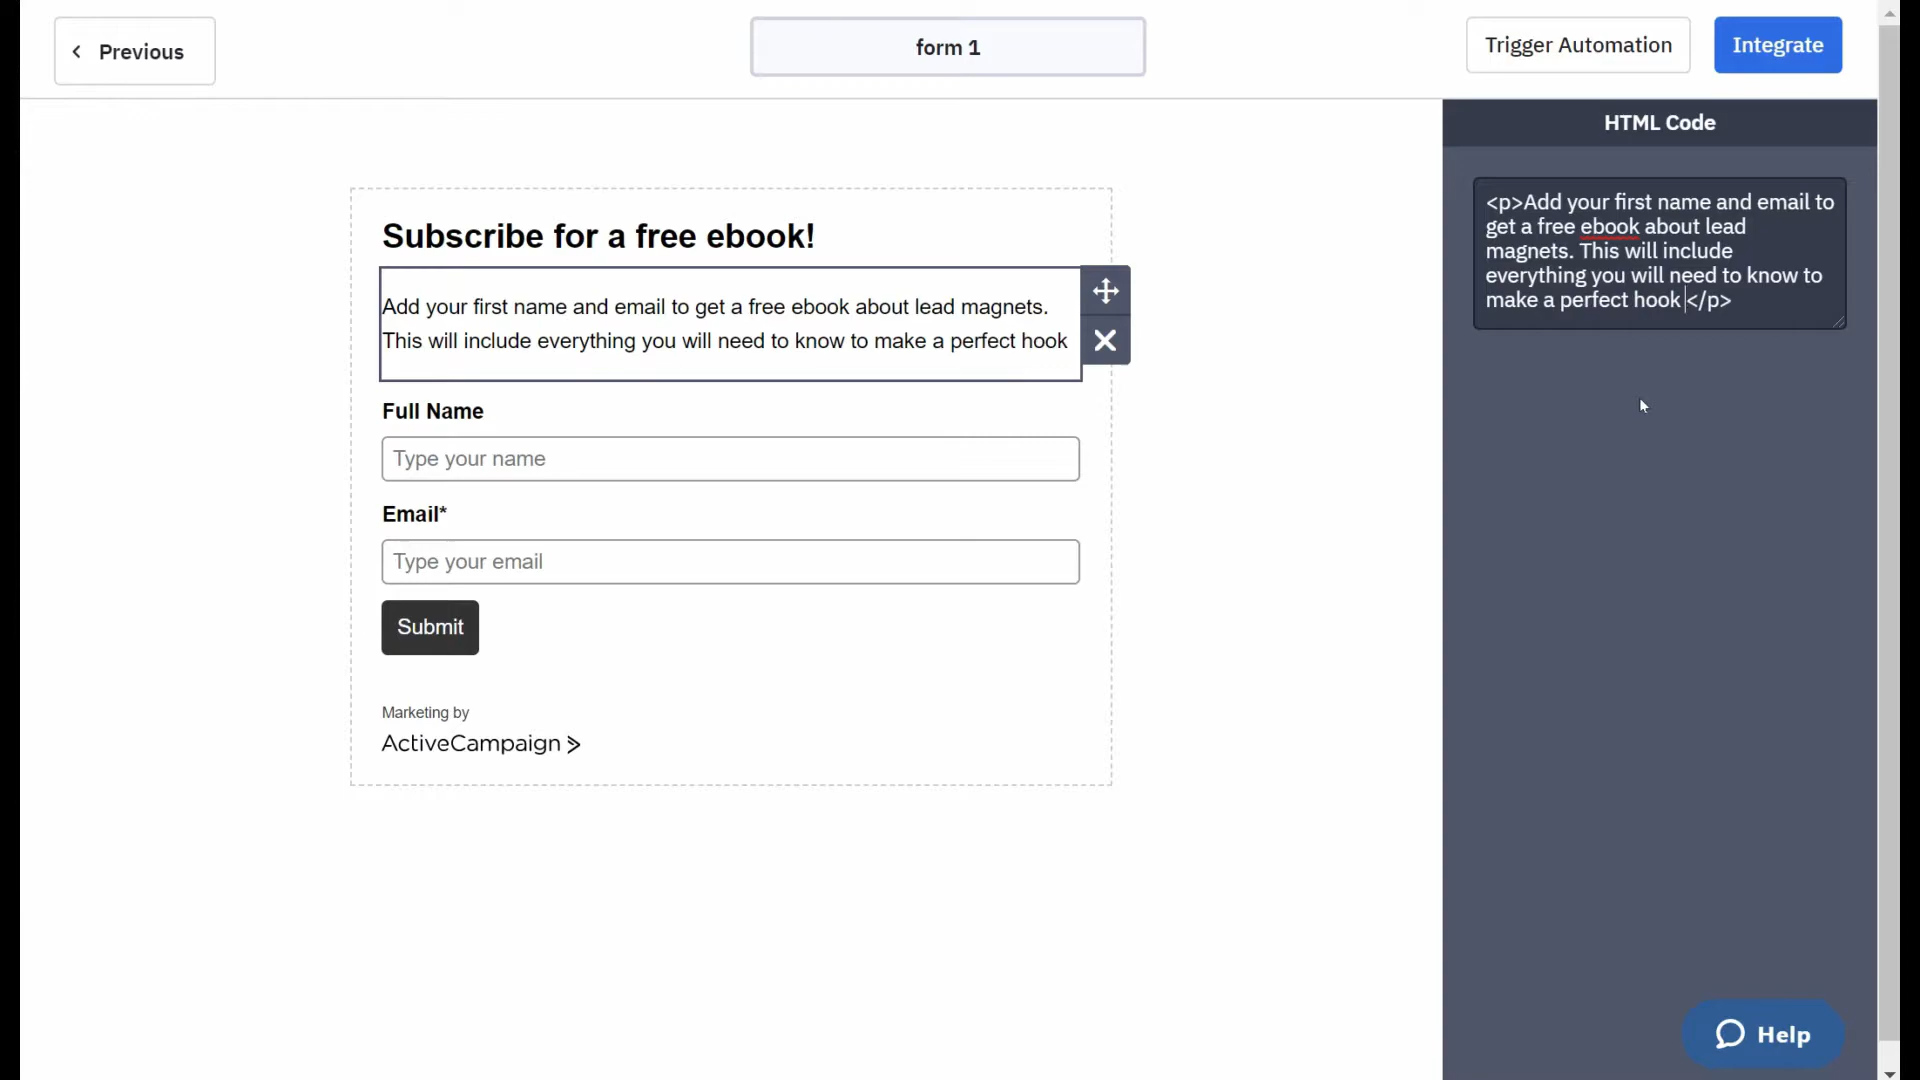 Previous
form 1
Trigger Automation
Integrate
HTML Code
Subscribe for a free ebook!
Add your first name and email to get a free ebook about lead magnets.
This will include everything you will need to know to make a perfect hook
Full Name
Type your name
Email*
Type your email
Submit
Marketing by
ActiveCampaign >
<p>Add your first name and email to
get a free ebook about lead
magnets. This will include
everything you will need to know to
make a perfect hook </p>
Help